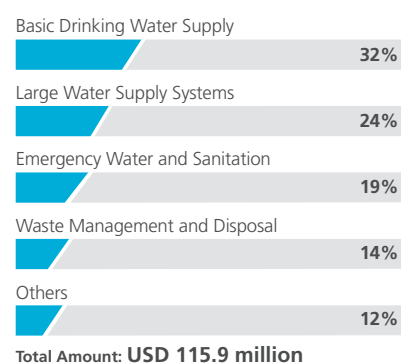 Basic Drinking Water Supply
32%
Large Water Supply Systems
24%
Emergency Water and Sanitation
19%
Waste Management and Disposal
14%
Others
12%
Total Amount: USD 115.9 million